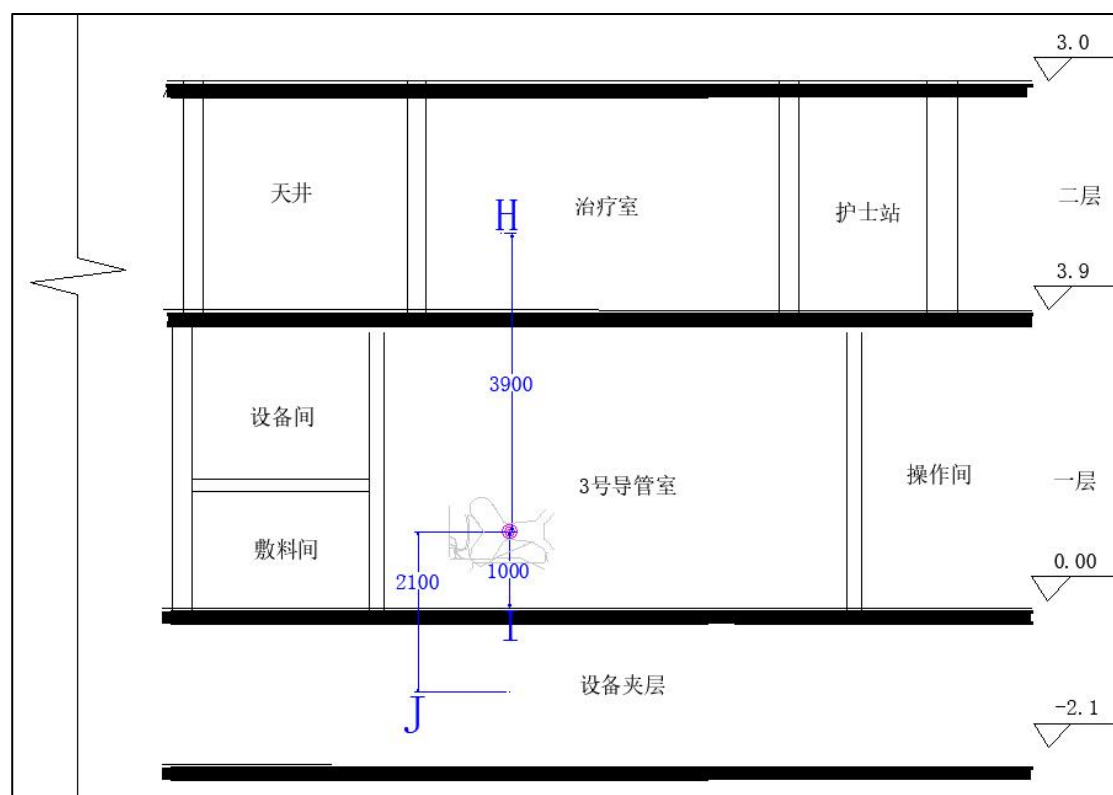 3.0
天井
治疗室
护士站
二层
H
3.9
3900
设备间
3号导管室
操作间
一层
敷料间
0.00
2100
1000
I
设备夹层
J
-2.1